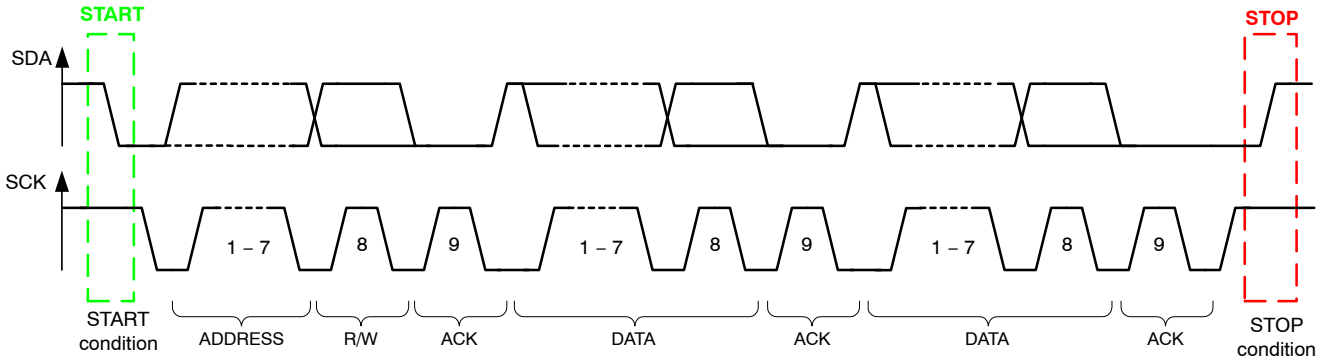 START
STOP
SDA
SCK
1 – 7
8
9
1 – 7
8
9
1 – 7
8
9
START
condition
ADDRESS
R/W
ACK
DATA
ACK
DATA
ACK
STOP
condition